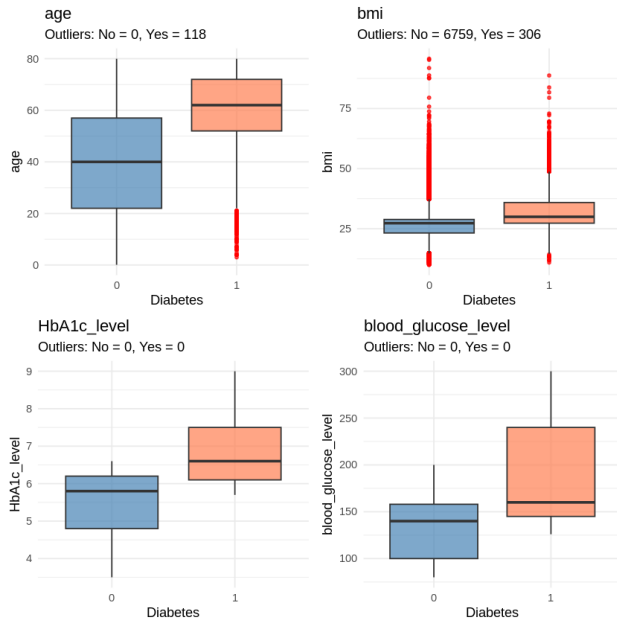 age
Outliers: No = 0, Yes = 118
80
60
40
20
0
age
0
1
Diabetes
bmi
Outliers: No = 6759, Yes = 306
75
50
25
bmi
0
1
Diabetes
HbA1c_level
Outliers: No = 0, Yes = 0
9
8
7
6
5
4
HbA1c_level
0
1
Diabetes
blood_glucose_level
Outliers: No = 0, Yes = 0
300
250
200
150
100
blood_glucose_level
0
1
Diabetes